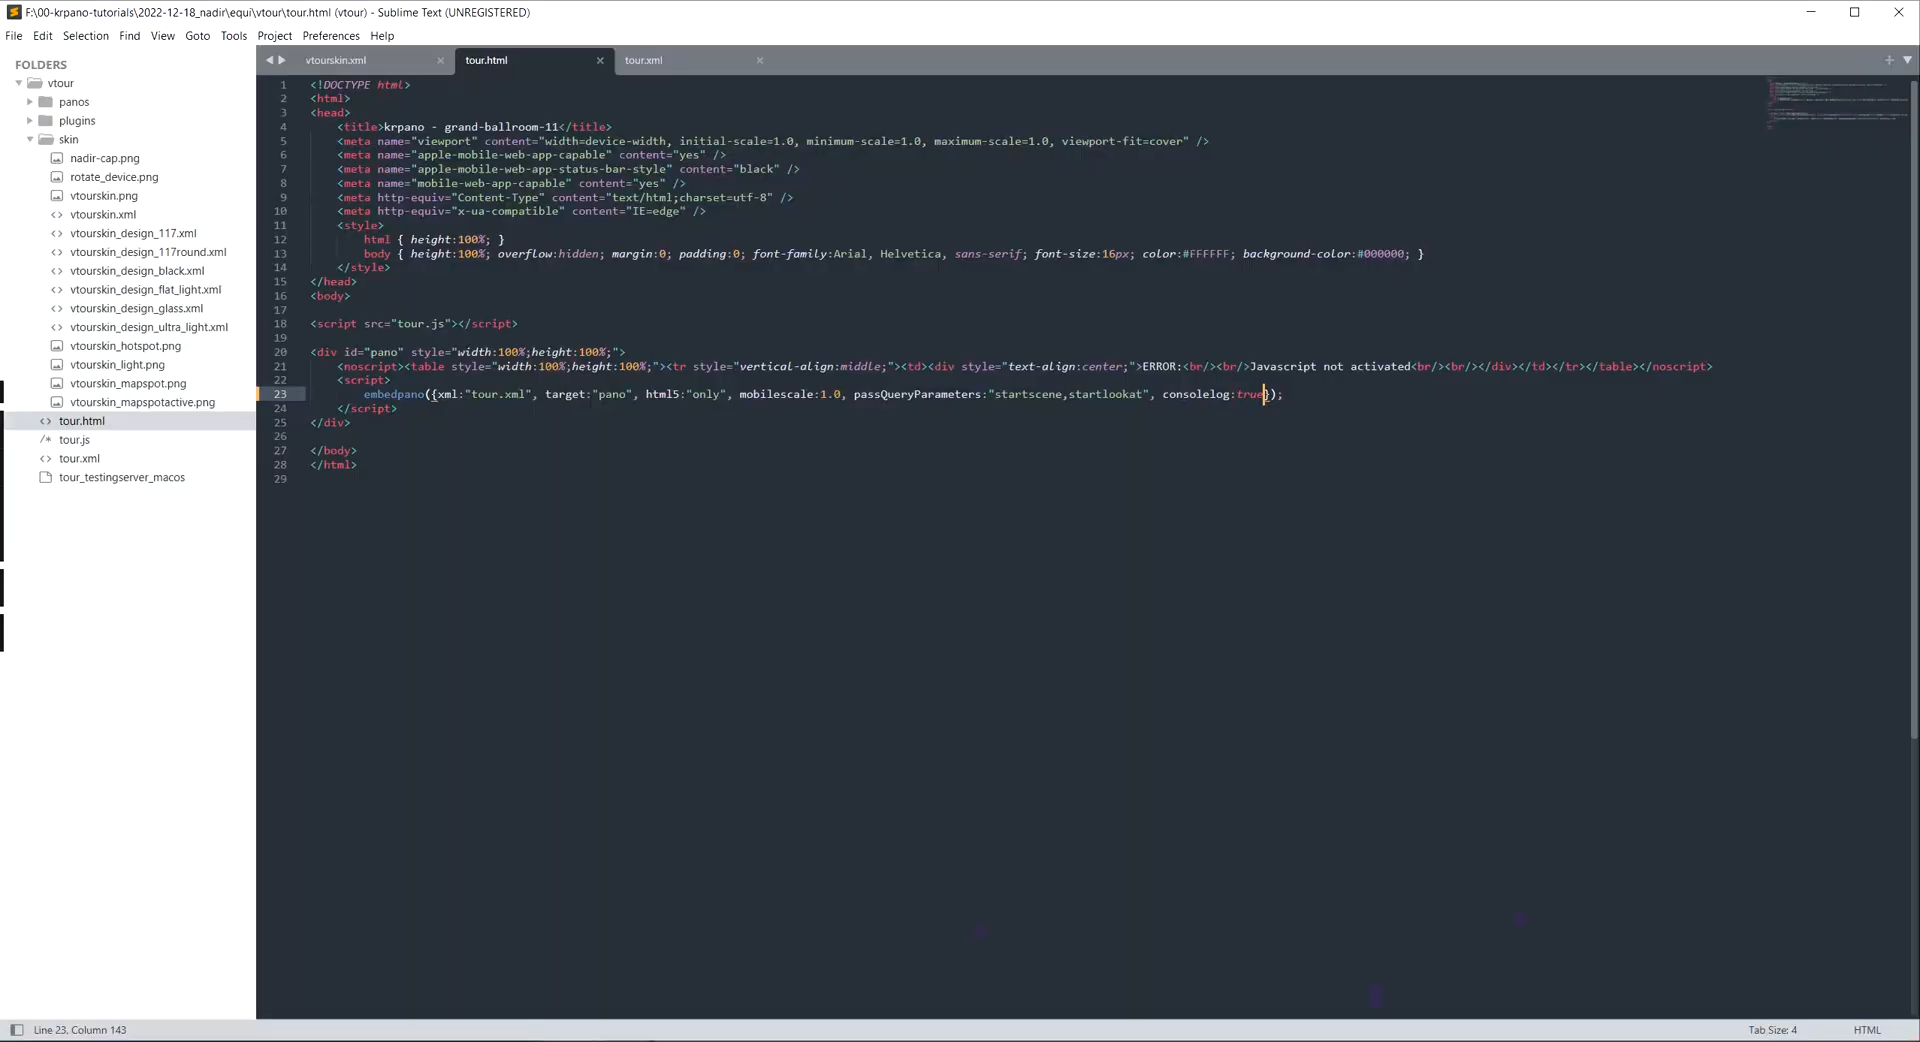 F:\00-krpano-tutorials\2022-12-18_nadir\equi\vtour\tour.html (vtour) - Sublime Text (UNREGISTERED)
File Edit Selection Find View Goto Tools Project Preferences Help
FOLDERS
vtour
panos
plugins
skin
nadir-cap.png
rotate_device.png
vtourskin.png
vtourskin.xml
vtourskin_design_117.xml
vtourskin_design_117round.xml
vtourskin_design_black.xml
vtourskin_design_flat_light.xml
vtourskin_design_glass.xml
vtourskin_design_ultra_light.xml
vtourskin_hotspot.png
vtourskin_light.png
vtourskin_mapspot.png
vtourskin_mapspotactive.png
tour.html
tour.js
tour.xml
tour_testingserver_macos
vtourskin.xml tour.html tour.xml
1 <!DOCTYPE html>
2 <html>
3 <head>
4 <title>krpano - grand-ballroom-11</title>
5 <meta name="viewport" content="width=device-width, initial-scale=1.0, minimum-scale=1.0, maximum-scale=1.0, viewport-fit=cover" />
6 <meta name="apple-mobile-web-app-capable" content="yes" />
7 <meta name="apple-mobile-web-app-status-bar-style" content="black" />
8 <meta name="mobile-web-app-capable" content="yes" />
9 <meta http-equiv="Content-Type" content="text/html;charset=utf-8" />
10 <meta http-equiv="x-ua-compatible" content="IE=edge" />
11 <style>
12 html { height:100%; }
13 body { height:100%; overflow:hidden; margin:0; padding:0; font-family:Arial, Helvetica, sans-serif; font-size:16px; color:#FFFFFF; background-color:#000000; }
14 </style>
15 </head>
16 <body>
17
18 <script src="tour.js"></script>
19
20 <div id="pano" style="width:100%;height:100%;">
21 <noscript><table style="width:100%;height:100%;"><tr style="vertical-align:middle;"><td><div style="text-align:center;">ERROR:<br/><br/>Javascript not activated<br/><br/></div></td></tr></table></noscript>
22 <script>
23 embedpano({xml:"tour.xml", target:"pano", html5:"only", mobilescale:1.0, passQueryParameters:"startscene,startlookat", consolelog:true});
24 </script>
25 </div>
26
27 </body>
28 </html>
29
Line 23, Column 143
Tab Size: 4 HTML